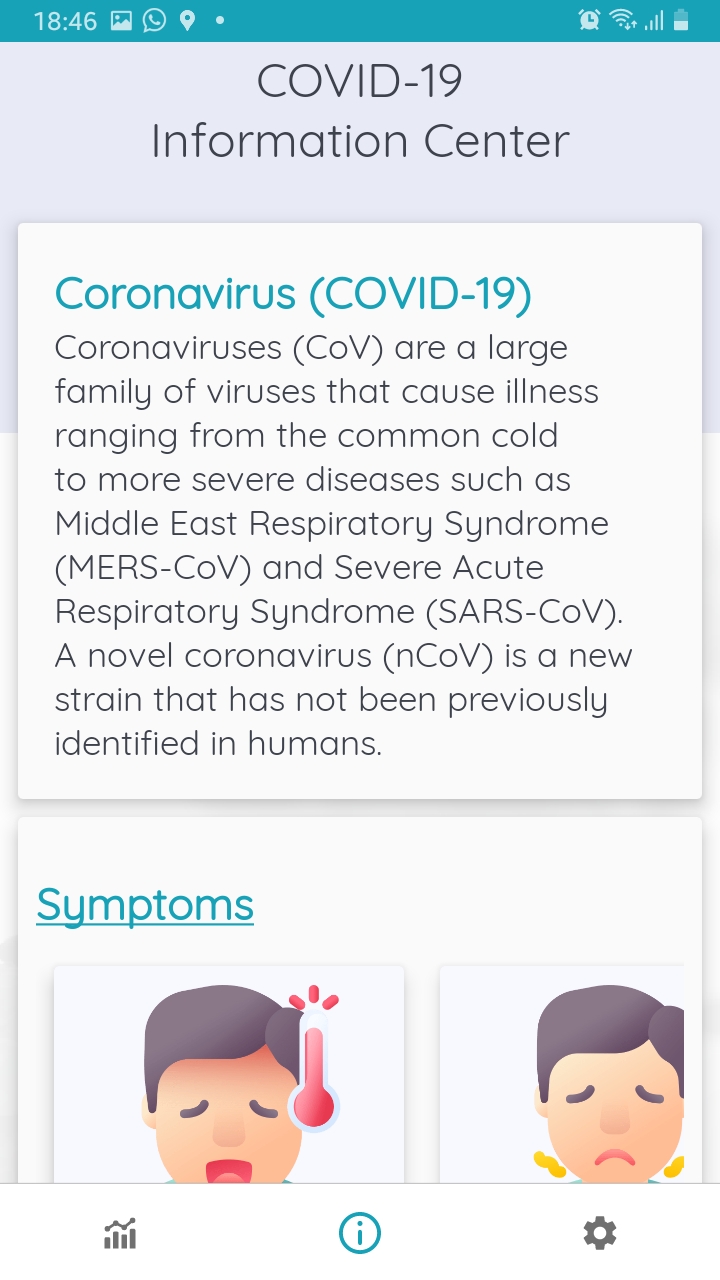 18:46
COVID-19
Information Center
Coronavirus (COVID-19)
Coronaviruses (CoV) are a large
family of viruses that cause illness
ranging from the common cold
to more severe diseases such as
Middle East Respiratory Syndrome
(MERS-CoV) and Severe Acute
Respiratory Syndrome (SARS-CoV).
A novel coronavirus (nCoV) is a new
strain that has not been previously
identified in humans.
Symptoms